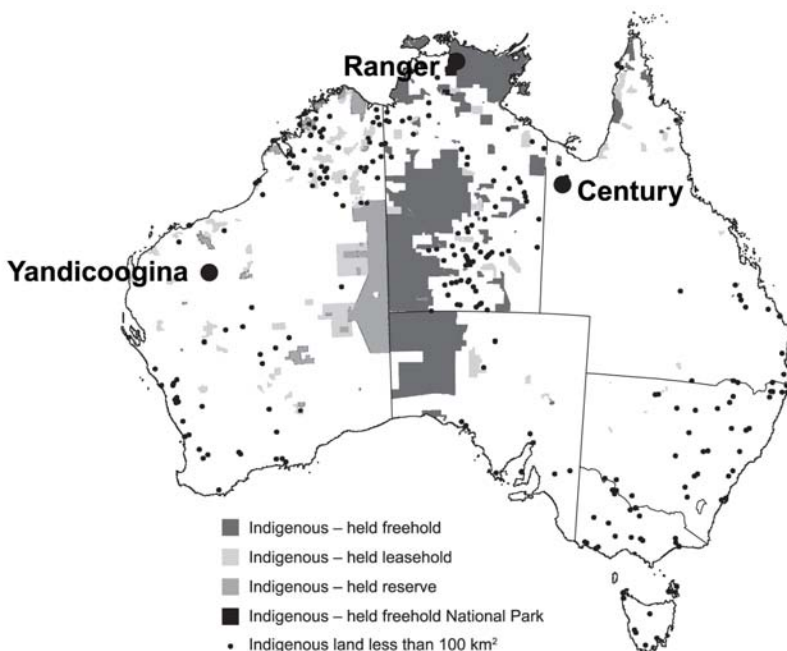 Ranger
Century
Yandicoogina
Indigenous – held freehold
Indigenous – held leasehold
Indigenous – held reserve
Indigenous – held freehold National Park
Indigenous land less than 100 km²